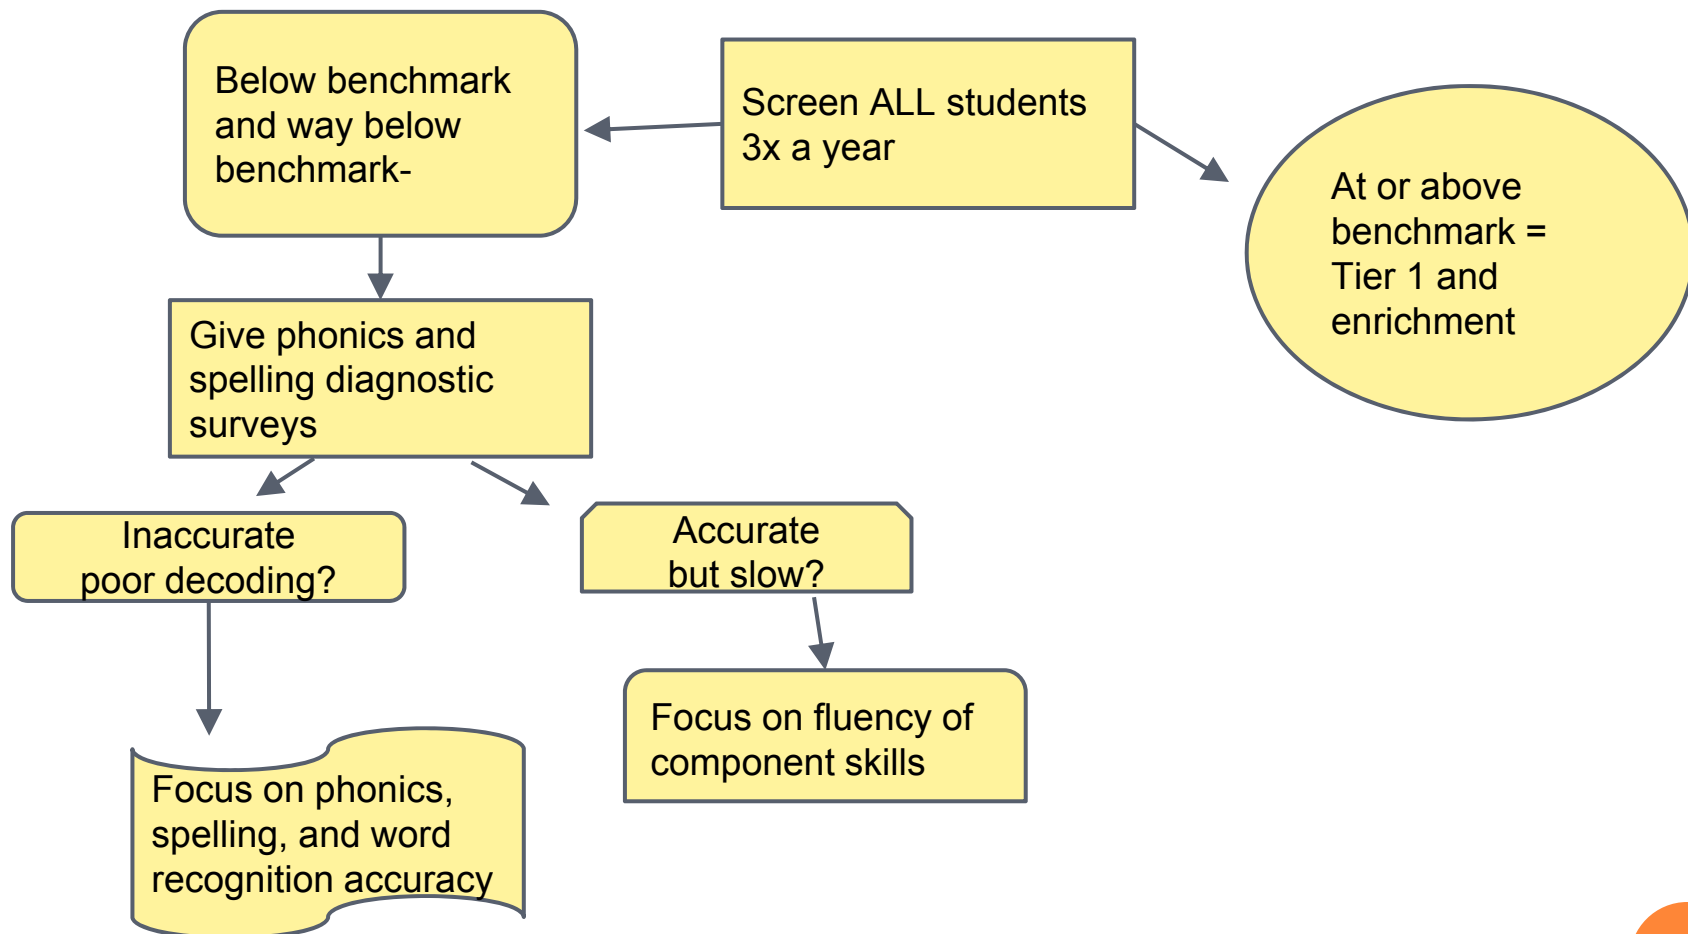 Below benchmark
and way below
benchmark-
Screen ALL students
3x a year
At or above
benchmark =
Tier 1 and
enrichment
Give phonics and
spelling diagnostic
surveys
Inaccurate
poor decoding?
Accurate
but slow?
Focus on fluency of
component skills
Focus on phonics,
spelling, and word
recognition accuracy